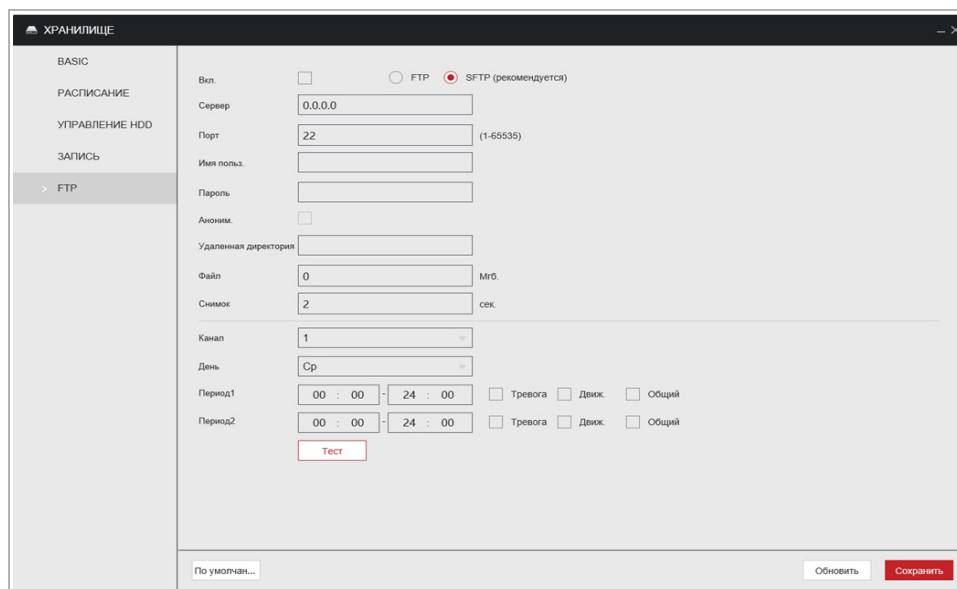 ХРАНИЛИЩЕ
BASIC
РАСПИСАНИЕ
УПРАВЛЕНИЕ HDD
ЗАПИСЬ
> FTP
Вкл. FTP SFTP (рекомендуется)
Сервер 0.0.0.0
Порт 22 (1-65535)
Имя польз.
Пароль
Аноним.
Удаленная директория
Файл 0 Мгб.
Снимок 2 сек.
Канал 1
День Ср
Период1 00 : 00 - 24 : 00 Тревога Движ. Общий
Период2 00 : 00 - 24 : 00 Тревога Движ. Общий
Тест
По умолчан... Обновить Сохранить